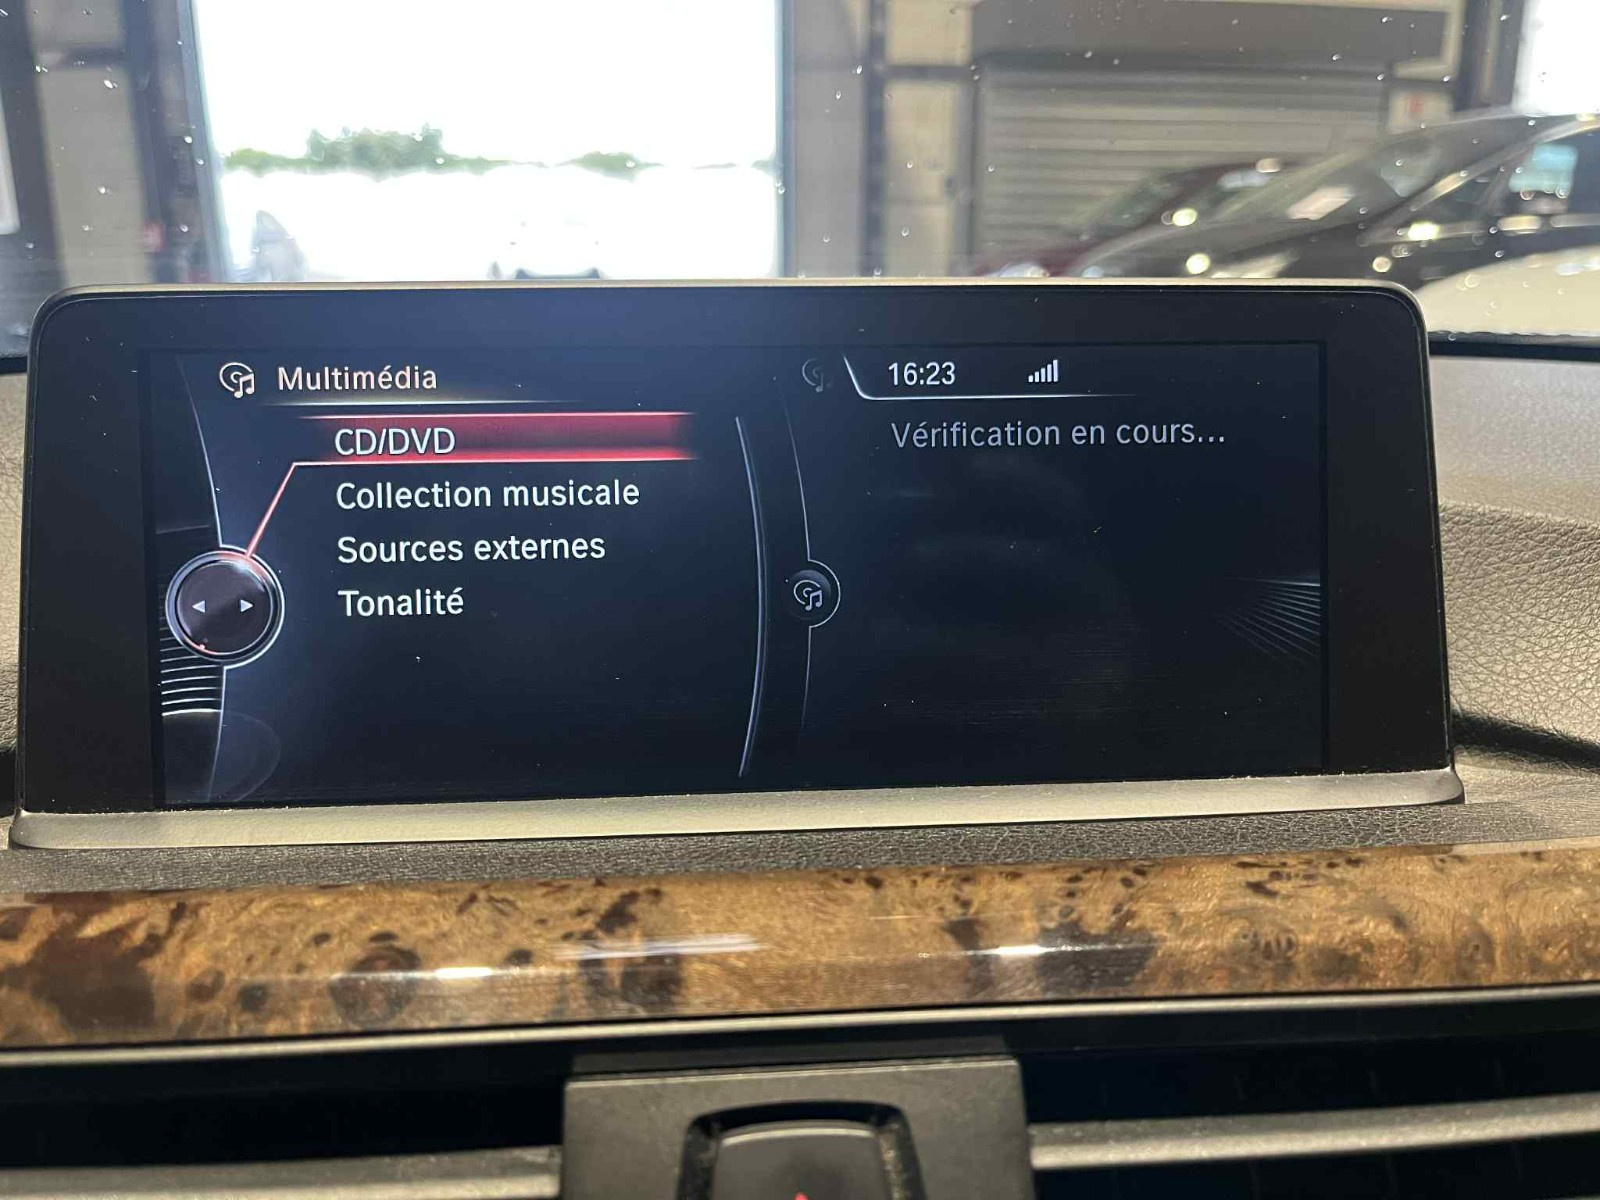 Multimédia
16:23
CD/DVD
Vérification en cours...
Collection musicale
Sources externes
Tonalité